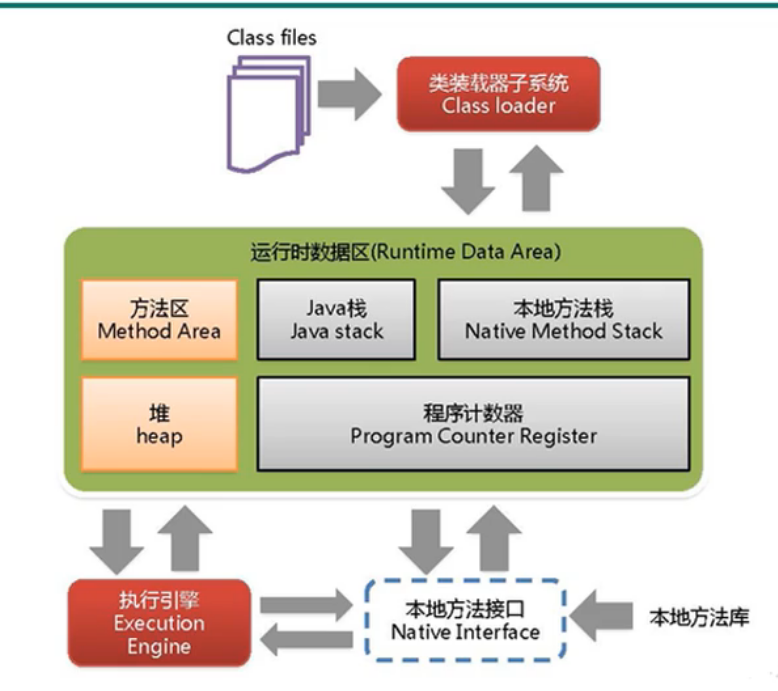 Class files
类装载器子系统
Class loader
运行时数据区(Runtime Data Area)
方法区
Method Area
Java栈
Java stack
本地方法栈
Native Method Stack
堆
heap
程序计数器
Program Counter Register
执行引擎
Execution
Engine
本地方法接口
Native Interface
本地方法库